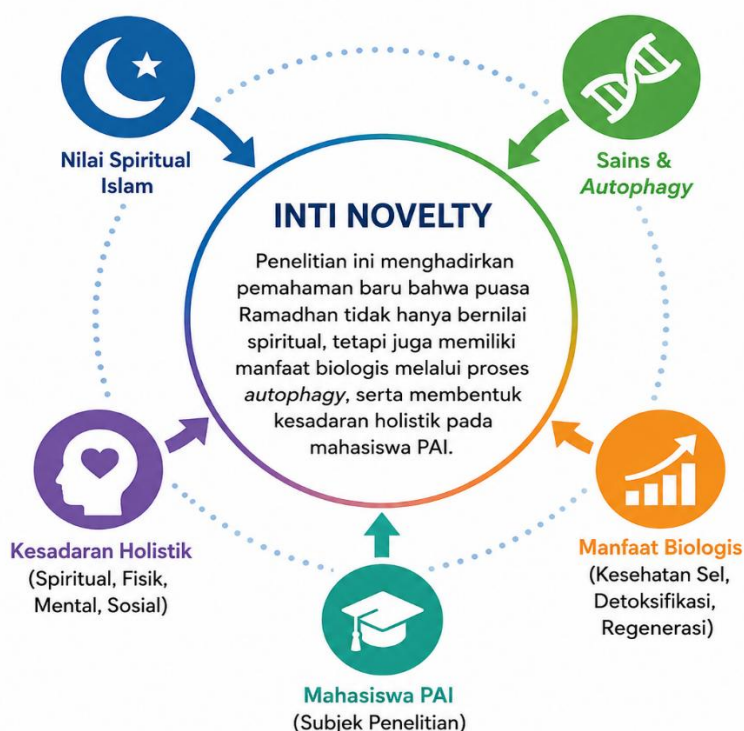 Nilai Spiritual
Islam
Sains &
Autophagy
INTI NOVELTY
Penelitian ini menghadirkan
pemahaman baru bahwa puasa
Ramadhan tidak hanya bernilai
spiritual, tetapi juga memiliki
manfaat biologis melalui proses
autophagy, serta membentuk
kesadaran holistik pada
mahasiswa PAI.
Kesadaran Holistik
(Spiritual, Fisik,
Mental, Sosial)
Manfaat Biologis
(Kesehatan Sel,
Detoksifikasi,
Regenerasi)
Mahasiswa PAI
(Subjek Penelitian)